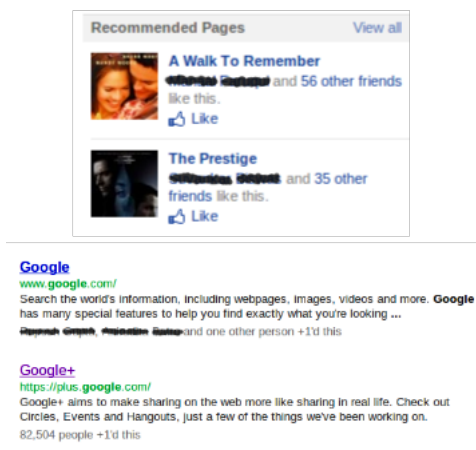 Recommended Pages View all
A Walk To Remember
and 56 other friends
like this.
Like
The Prestige
and 35 other
friends like this.
Like
Google
www.google.com/
Search the world's information, including webpages, images, videos and more. Google
has many special features to help you find exactly what you're looking ...
and one other person +1'd this
Google+
https://plus.google.com/
Google+ aims to make sharing on the web more like sharing in real life. Check out
Circles, Events and Hangouts, just a few of the things we've been working on.
82,504 people +1'd this